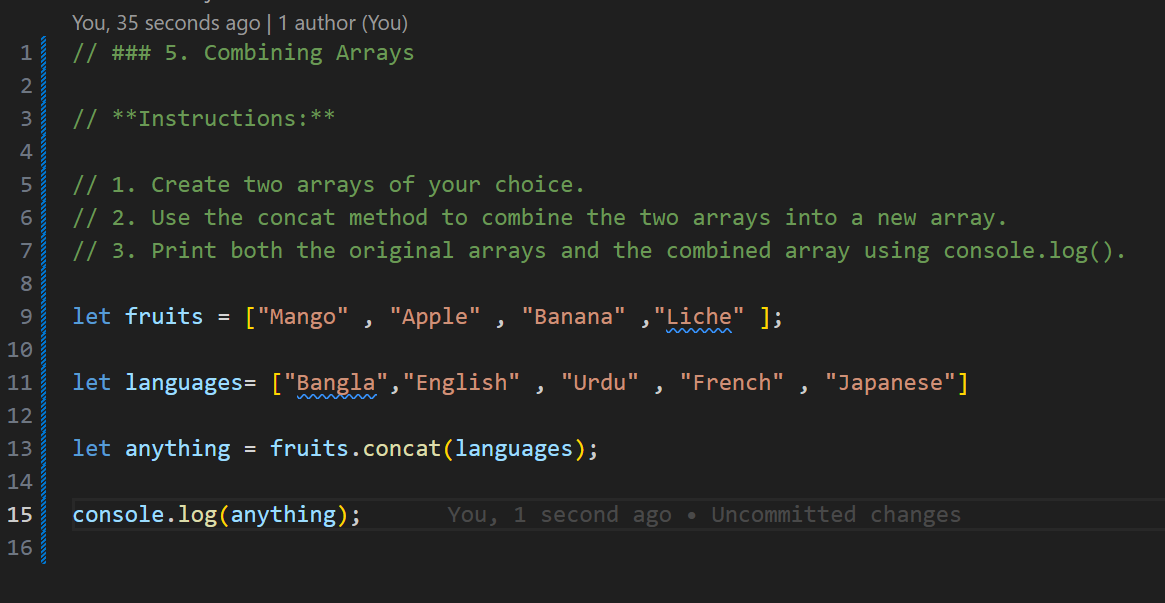 You, 35 seconds ago | 1 author (You)
1 // ### 5. Combining Arrays
2
3 // **Instructions:**
4
5 // 1. Create two arrays of your choice.
6 // 2. Use the concat method to combine the two arrays into a new array.
7 // 3. Print both the original arrays and the combined array using console.log().
8
9 let fruits = ["Mango" , "Apple" , "Banana" ,"Liche" ];
10
11 let languages= ["Bangla","English" , "Urdu" , "French" , "Japanese"]
12
13 let anything = fruits.concat(languages);
14
15 console.log(anything); You, 1 second ago • Uncommitted changes
16